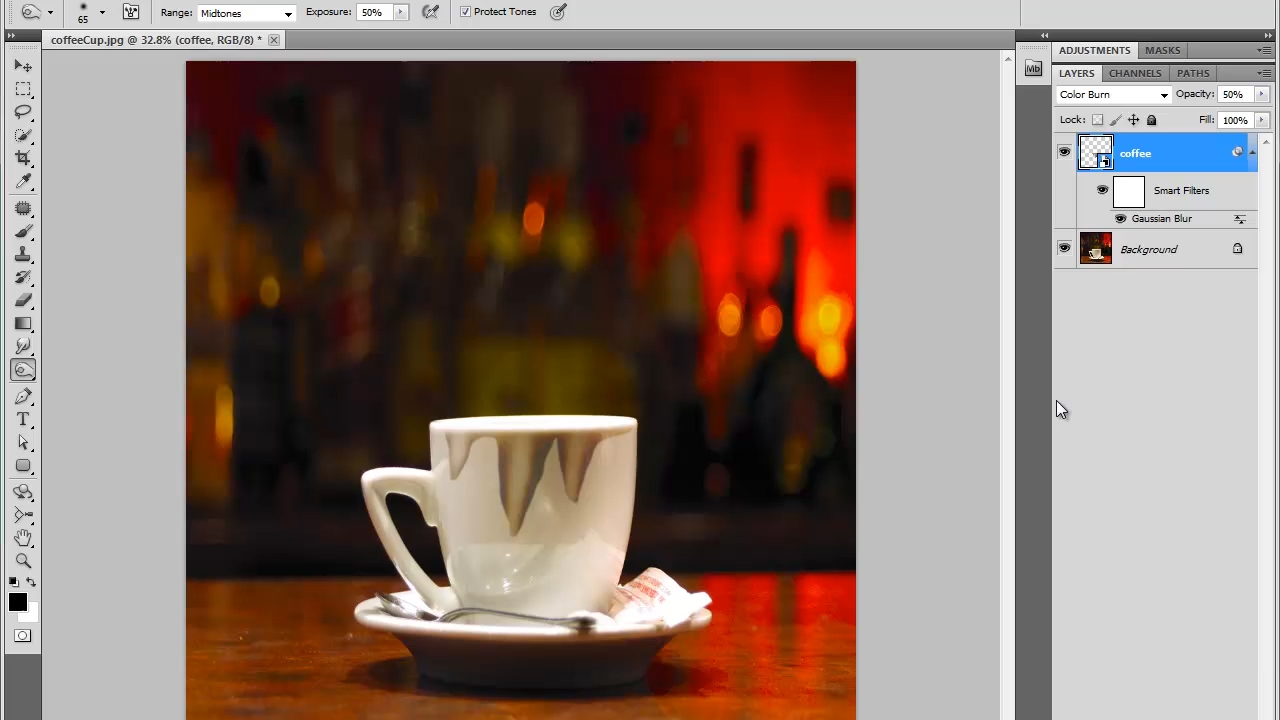 65 Range: Midtones Exposure: 50% Protect Tones
coffeeCup.jpg @ 32.8% (coffee, RGB/8) *
ADJUSTMENTS MASKS
Mb
LAYERS CHANNELS PATHS
Color Burn Opacity: 50%
Lock: Fill: 100%
coffee
Smart Filters
Gaussian Blur
Background
T